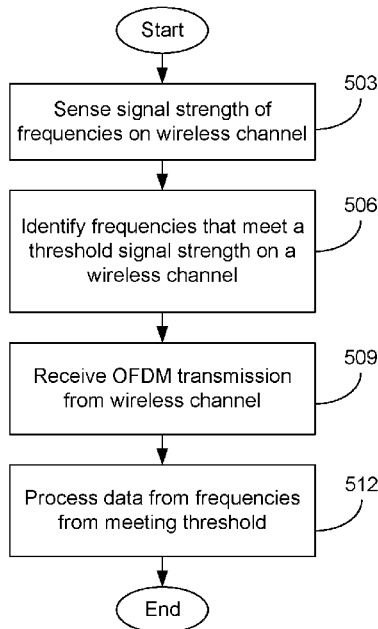 Start
503
Sense signal strength of
frequencies on wireless channel
506
Identify frequencies that meet a
threshold signal strength on a
wireless channel
509
Receive OFDM transmission
from wireless channel
512
Process data from frequencies
from meeting threshold
End